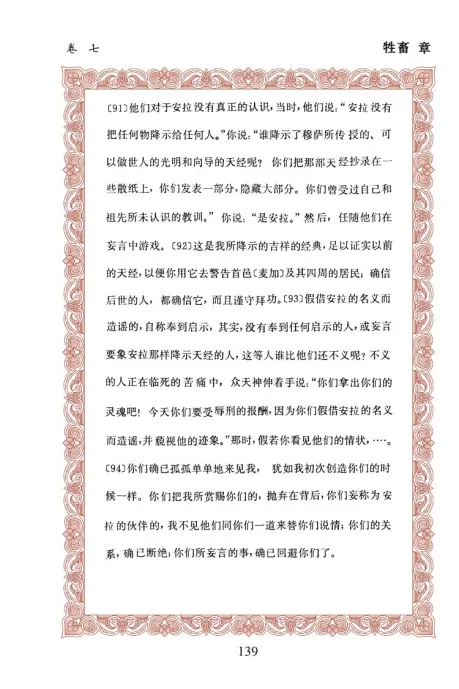 卷 七
牲畜 章
〔91〕他们对于安拉没有真正的认识，当时，他们说：“安拉没有
把任何物降示给任何人。”你说：“谁降示了穆萨所传授的、可
以做世人的光明和向导的天经呢？你们把那部天经抄录在一
些散纸上，你们发表一部分，隐藏大部分。你们曾受过自己和
祖先所未认识的教训。”你说：“是安拉。”然后，任随他们在
妄言中游戏。〔92〕这是我所降示的吉祥的经典，足以证实以前
的天经，以便你用它去警告首邑〔麦加〕及其四周的居民；确信
后世的人，都确信它，而且谨守拜功。〔93〕假借安拉的名义而
造谣的，自称奉到启示，其实，没有奉到任何启示的人，或妄言
要象安拉那样降示天经的人，这等人谁比他们还不义呢？不义
的人正在临死的苦痛中，众天神伸着手说：“你们拿出你们的
灵魂吧！今天你们要受辱刑的报酬，因为你们假借安拉的名义
而造谣，并藐视他的迹象。”那时，假若你看见他们的情状，……。
〔94〕你们确已孤孤单单地来见我，犹如我初次创造你们的时
候一样。你们把我所赏赐你们的，抛弃在背后，你们妄称为安
拉的伙伴的，我不见他们同你们一道来替你们说情；你们的关
系，确已断绝；你们所妄言的事，确已回避你们了。
139